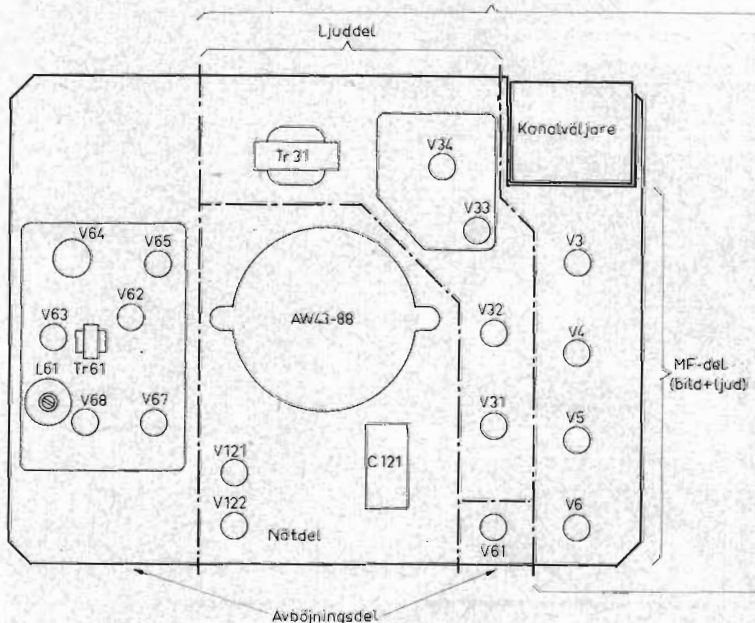 Ljuddel
Kanalväljare
Tr 31
V34
V33
V64
V65
V3
V62
V63
Tr61
L61
V68
V67
AW43-88
V32
V4
MF-del
(bild+ljud)
V31
V5
V121
C 121
V122
Nätdel
V61
V6
Avböjningsdel